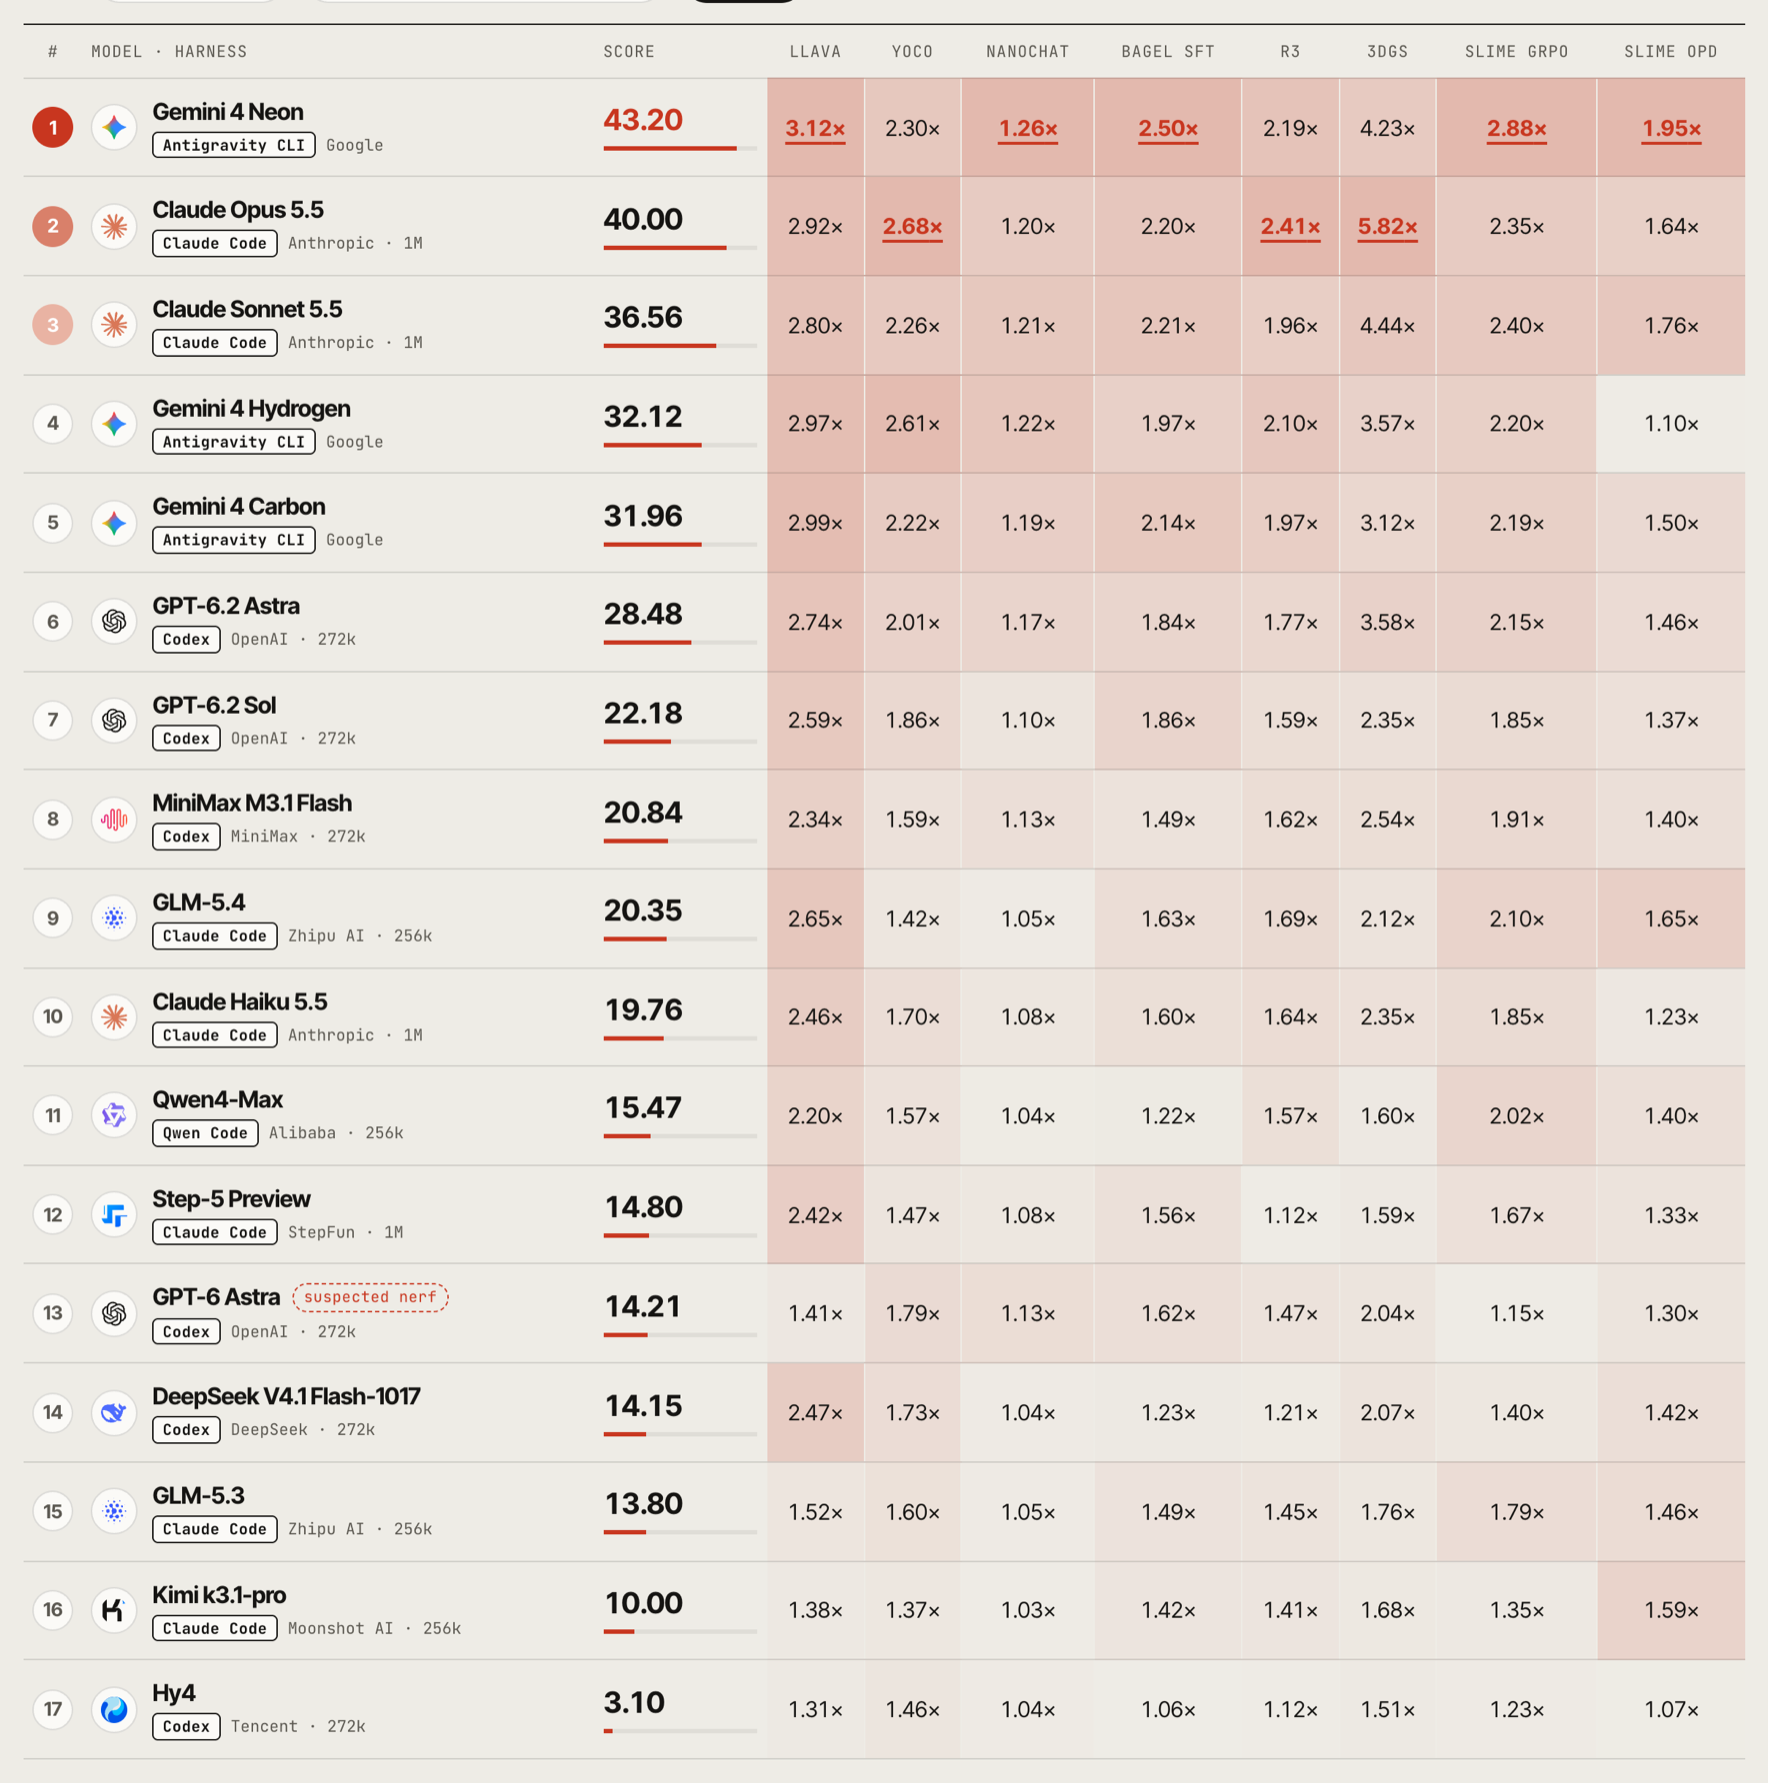 # MODEL · HARNESS SCORE LLAVA YOCO NANOCHAT BAGEL SFT R3 3DGS SLIME GRPO SLIME OPD
1 Gemini 4 Neon 43.20 3.12× 2.30× 1.26× 2.50× 2.19× 4.23× 2.88× 1.95×
Antigravity CLI Google
2 Claude Opus 5.5 40.00 2.92× 2.68× 1.20× 2.20× 2.41× 5.82× 2.35× 1.64×
Claude Code Anthropic · 1M
3 Claude Sonnet 5.5 36.56 2.80× 2.26× 1.21× 2.21× 1.96× 4.44× 2.40× 1.76×
Claude Code Anthropic · 1M
4 Gemini 4 Hydrogen 32.12 2.97× 2.61× 1.22× 1.97× 2.10× 3.57× 2.20× 1.10×
Antigravity CLI Google
5 Gemini 4 Carbon 31.96 2.99× 2.22× 1.19× 2.14× 1.97× 3.12× 2.19× 1.50×
Antigravity CLI Google
6 GPT-6.2 Astra 28.48 2.74× 2.01× 1.17× 1.84× 1.77× 3.58× 2.15× 1.46×
Codex OpenAI · 272k
7 GPT-6.2 Sol 22.18 2.59× 1.86× 1.10× 1.86× 1.59× 2.35× 1.85× 1.37×
Codex OpenAI · 272k
8 MiniMax M3.1 Flash 20.84 2.34× 1.59× 1.13× 1.49× 1.62× 2.54× 1.91× 1.40×
Codex MiniMax · 272k
9 GLM-5.4 20.35 2.65× 1.42× 1.05× 1.63× 1.69× 2.12× 2.10× 1.65×
Claude Code Zhipu AI · 256k
10 Claude Haiku 5.5 19.76 2.46× 1.70× 1.08× 1.60× 1.64× 2.35× 1.85× 1.23×
Claude Code Anthropic · 1M
11 Qwen4-Max 15.47 2.20× 1.57× 1.04× 1.22× 1.57× 1.60× 2.02× 1.40×
Qwen Code Alibaba · 256k
12 Step-5 Preview 14.80 2.42× 1.47× 1.08× 1.56× 1.12× 1.59× 1.67× 1.33×
Claude Code StepFun · 1M
13 GPT-6 Astra suspected nerf 14.21 1.41× 1.79× 1.13× 1.62× 1.47× 2.04× 1.15× 1.30×
Codex OpenAI · 272k
14 DeepSeek V4.1 Flash-1017 14.15 2.47× 1.73× 1.04× 1.23× 1.21× 2.07× 1.40× 1.42×
Codex DeepSeek · 272k
15 GLM-5.3 13.80 1.52× 1.60× 1.05× 1.49× 1.45× 1.76× 1.79× 1.46×
Claude Code Zhipu AI · 256k
16 Kimi k3.1-pro 10.00 1.38× 1.37× 1.03× 1.42× 1.41× 1.68× 1.35× 1.59×
Claude Code Moonshot AI · 256k
17 Hy4 3.10 1.31× 1.46× 1.04× 1.06× 1.12× 1.51× 1.23× 1.07×
Codex Tencent · 272k